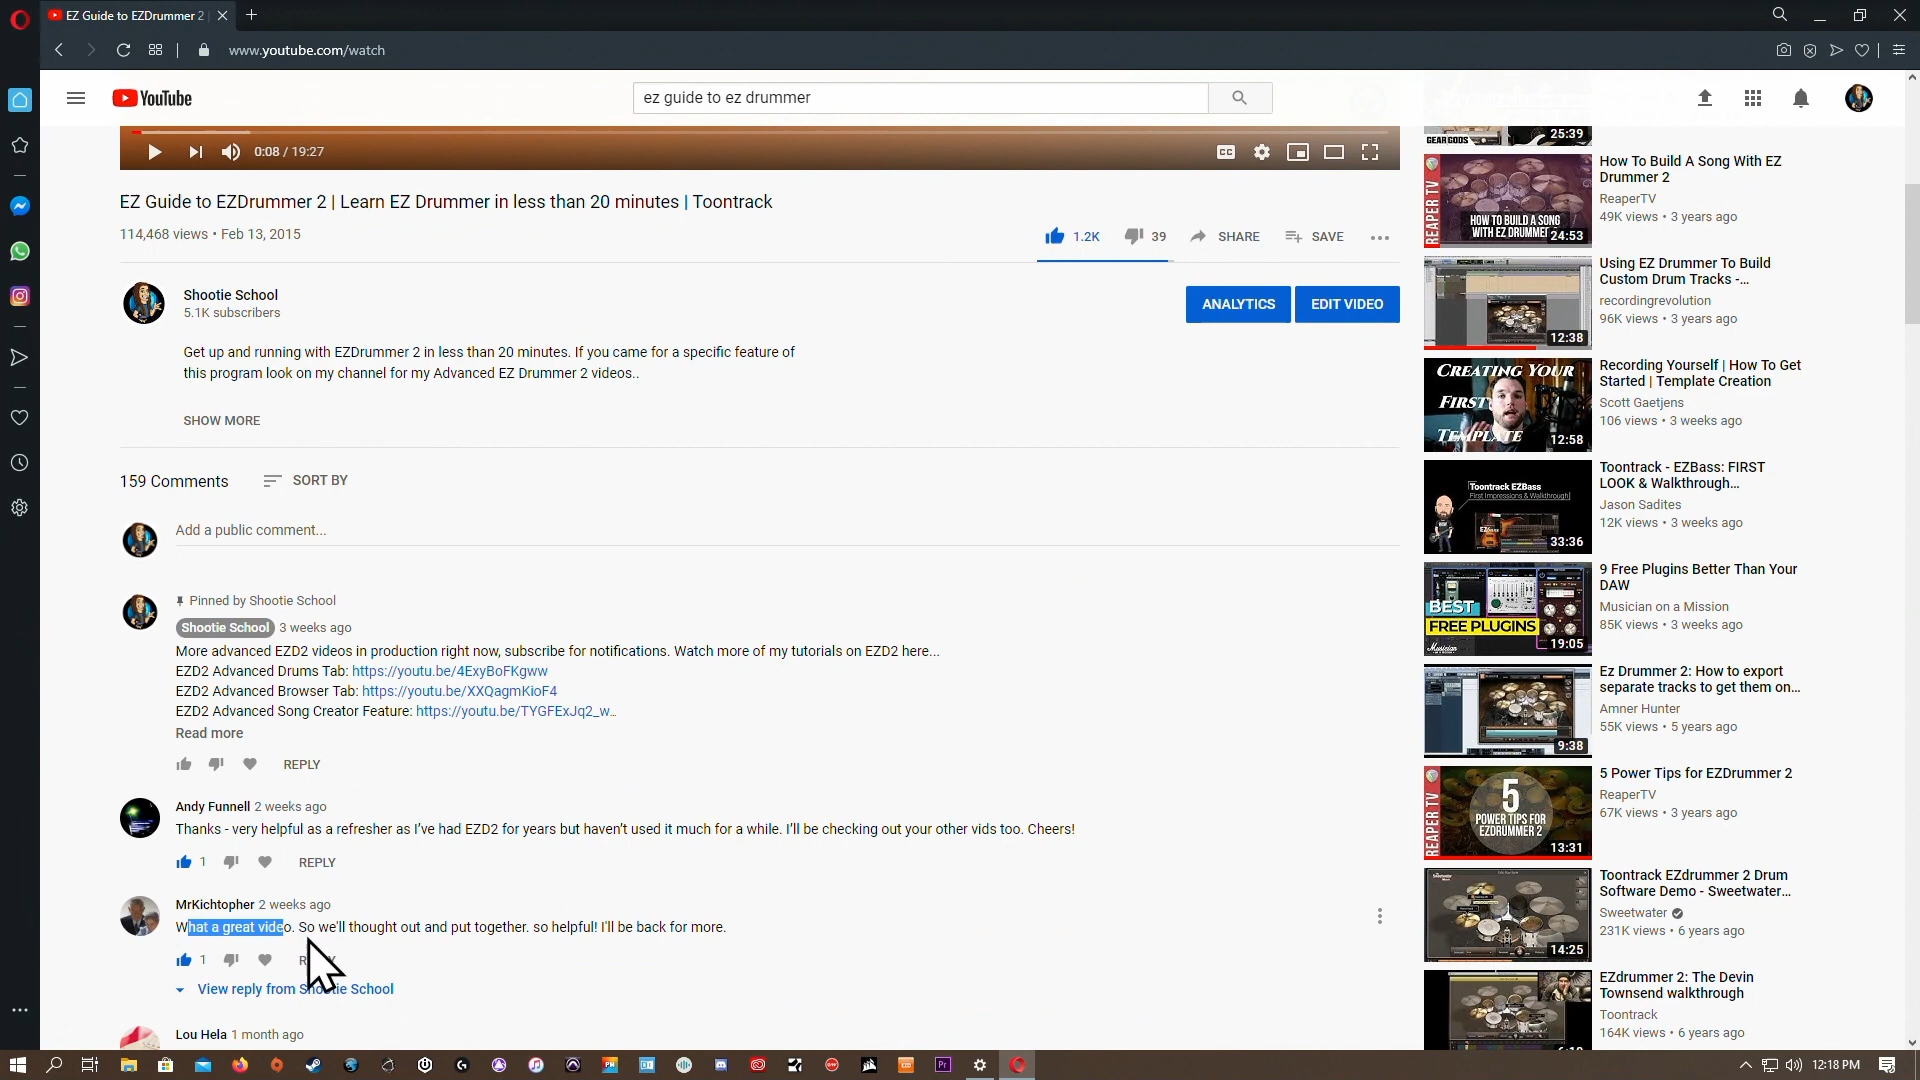 EZ Guide to EZDrummer 2 |
www.youtube.com/watch
YouTube
ez guide to ez drummer
0:08 / 19:27
CC
EZ Guide to EZDrummer 2 | Learn EZ Drummer in less than 20 minutes | Toontrack
114,468 views • Feb 13, 2015
1.2K
39
SHARE
SAVE
Shootie School
5.1K subscribers
ANALYTICS
EDIT VIDEO
Get up and running with EZDrummer 2 in less than 20 minutes. If you came for a specific feature of
this program look on my channel for my Advanced EZ Drummer 2 videos..
SHOW MORE
159 Comments
SORT BY
Add a public comment...
Pinned by Shootie School
Shootie School 3 weeks ago
More advanced EZD2 videos in production right now, subscribe for notifications. Watch more of my tutorials on EZD2 here...
EZD2 Advanced Drums Tab: https://youtu.be/4ExyBoFKgww
EZD2 Advanced Browser Tab: https://youtu.be/XXQagmKioF4
EZD2 Advanced Song Creator Feature: https://youtu.be/TYGFExJq2_w...
Read more
REPLY
Andy Funnell 2 weeks ago
Thanks - very helpful as a refresher as I've had EZD2 for years but haven't used it much for a while. I'll be checking out your other vids too. Cheers!
1
REPLY
MrKichtopher 2 weeks ago
What a great video. So we'll thought out and put together. so helpful! I'll be back for more.
1
View reply from Shootie School
Lou Hela 1 month ago
GEAR GODS
25:39
REAPER TV
HOW TO BUILD A SONG
WITH EZ DRUMMER
24:53
How To Build A Song With EZ
Drummer 2
ReaperTV
49K views • 3 years ago
12:38
Using EZ Drummer To Build
Custom Drum Tracks -...
recordingrevolution
96K views • 3 years ago
CREATING YOUR
FIRST
TEMPLATE
12:58
Recording Yourself | How To Get
Started | Template Creation
Scott Gaetjens
106 views • 3 weeks ago
Toontrack EZBass
First Impressions & Walkthrough
33:36
Toontrack - EZBass: FIRST
LOOK & Walkthrough...
Jason Sadites
12K views • 3 weeks ago
BEST
FREE PLUGINS
Musician
19:05
9 Free Plugins Better Than Your
DAW
Musician on a Mission
85K views • 3 weeks ago
9:38
Ez Drummer 2: How to export
separate tracks to get them on...
Amner Hunter
55K views • 5 years ago
REAPER TV
5
POWER TIPS FOR
EZDRUMMER 2
13:31
5 Power Tips for EZDrummer 2
ReaperTV
67K views • 3 years ago
14:25
Toontrack EZdrummer 2 Drum
Software Demo - Sweetwater...
Sweetwater
231K views • 6 years ago
EZdrummer 2: The Devin
Townsend walkthrough
Toontrack
164K views • 6 years ago
Pr
12:18 PM